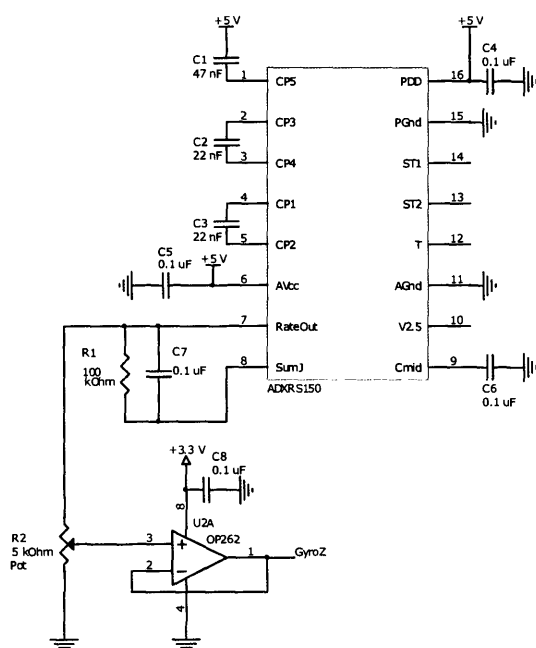 +5 V
C1
47 nF
1
CP5
2
CP3
C2
22 nF
3
CP4
4
CP1
C3
22 nF
5
CP2
C5
0.1 uF
+5 V
6
AVcc
7
RateOut
8
SumJ
ADXRS150
+5 V
C4
0.1 uF
PDD
16
PGnd
15
ST1
14
ST2
13
T
12
AGnd
11
V2.5
10
Cmid
9
C6
0.1 uF
R1
100
kOhm
C7
0.1 uF
+3.3 V
C8
0.1 uF
8
U2A
OP262
R2
5 kOhm
Pot
3
+
2
-
1
GyroZ
4